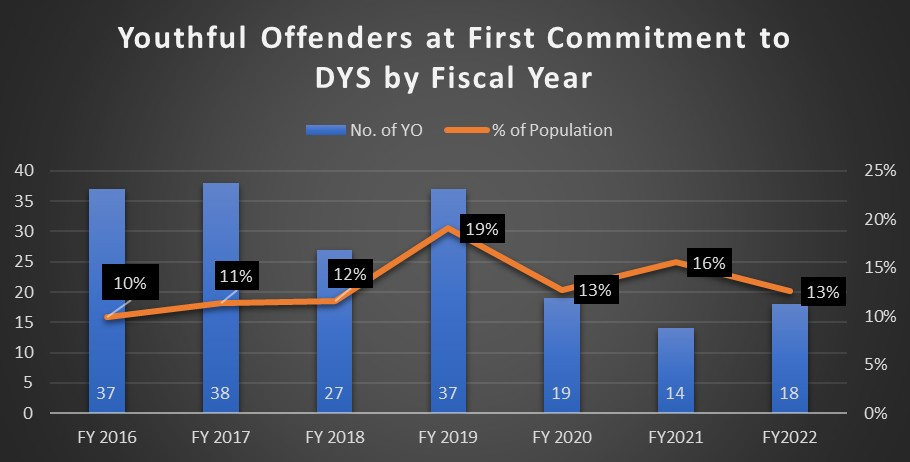 Youthful Offenders at First Commitment to
DYS by Fiscal Year
No. of YO
% of Population
40
35
30
25
20
15
10
5
0
25%
20%
15%
10%
5%
0%
10%
11%
12%
19%
13%
16%
13%
37
38
27
37
19
14
18
FY 2016
FY 2017
FY 2018
FY 2019
FY 2020
FY2021
FY2022